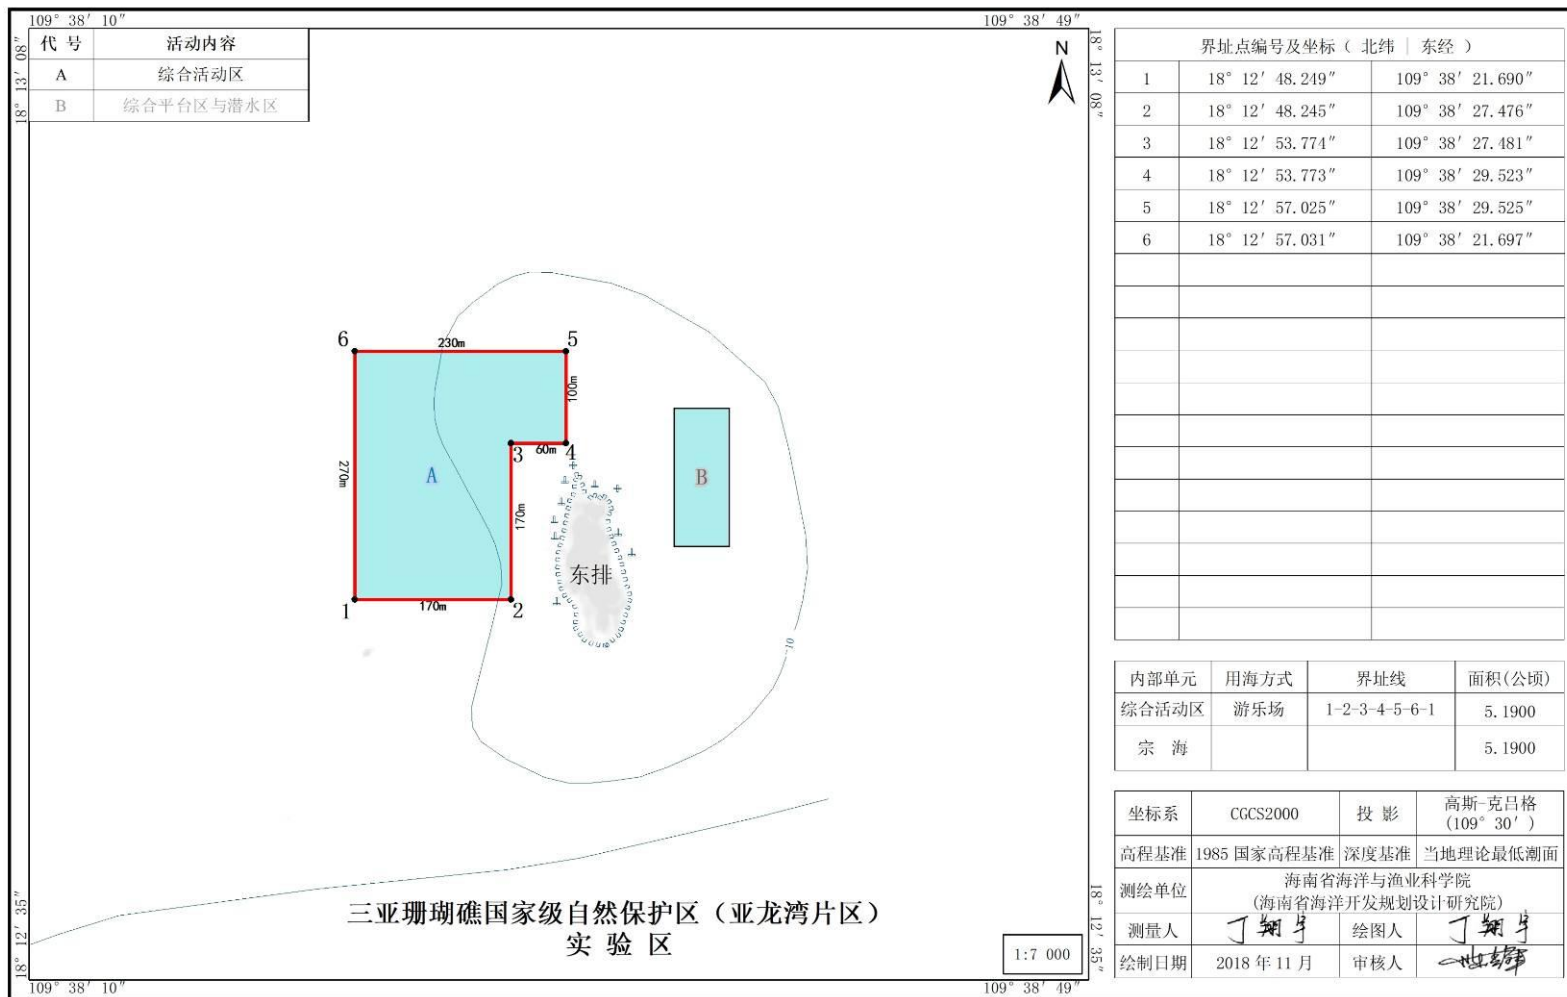 109° 38′ 10″
109° 38′ 49″
18° 13′ 08″
18° 13′ 08″
代 号 活动内容
A 综合活动区
B 综合平台区与潜水区
N
6
230m
5
100m
3
60m
4
270m
A
170m
B
东排
1
170m
2
-10
三亚珊瑚礁国家级自然保护区（亚龙湾片区）
实 验 区
1:7 000
18° 12′ 35″
18° 12′ 35″
109° 38′ 10″
109° 38′ 49″
界址点编号及坐标（ 北纬 | 东经 ）
1 18° 12′ 48.249″ 109° 38′ 21.690″
2 18° 12′ 48.245″ 109° 38′ 27.476″
3 18° 12′ 53.774″ 109° 38′ 27.481″
4 18° 12′ 53.773″ 109° 38′ 29.523″
5 18° 12′ 57.025″ 109° 38′ 29.525″
6 18° 12′ 57.031″ 109° 38′ 21.697″
内部单元 用海方式 界址线 面积(公顷)
综合活动区 游乐场 1-2-3-4-5-6-1 5.1900
宗 海 5.1900
坐标系 CGCS2000 投 影 高斯-克吕格
(109° 30′ )
高程基准 1985 国家高程基准 深度基准 当地理论最低潮面
测绘单位 海南省海洋与渔业科学院
(海南省海洋开发规划设计研究院)
测量人 丁翔宇 绘图人 丁翔宇
绘制日期 2018 年 11 月 审核人